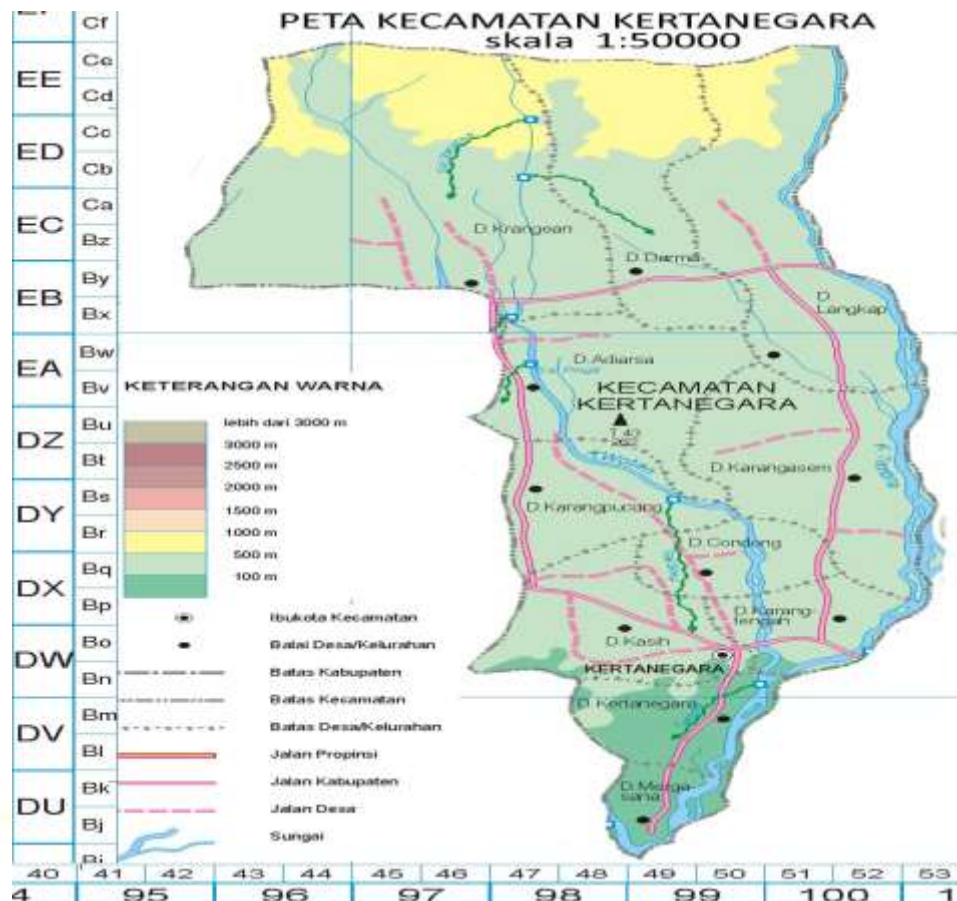 PETA KECAMATAN KERTANEGARA
skala 1:50000
Cf
EE
Ce
Cd
ED
Cc
Cb
EC
Ca
Bz
EB
By
Bx
EA
Bw
Bv
DZ
Bu
Bt
DY
Bs
Br
DX
Bq
Bp
DW
Bo
Bn
DV
Bm
Bl
DU
Bk
Bj
Bi
D.Krangean
D.Darma
D.
Langkap
D.Adiarsa
KECAMATAN
KERTANEGARA
D.Karangasem
D.Karangpucung
D.Condong
D.Karang-
tengah
D.Kasih
KERTANEGARA
D.Kertanegara
D.Marga-
sana
KETERANGAN WARNA
lebih dari 3000 m
3000 m
2500 m
2000 m
1500 m
1000 m
500 m
100 m
Ibukota Kecamatan
Balai Desa/Kelurahan
Batas Kabupaten
Batas Kecamatan
Batas Desa/Kelurahan
Jalan Propinsi
Jalan Kabupaten
Jalan Desa
Sungai
40 41 42 43 44 45 46 47 48 49 50 51 52 53
4 95 96 97 98 99 100 1